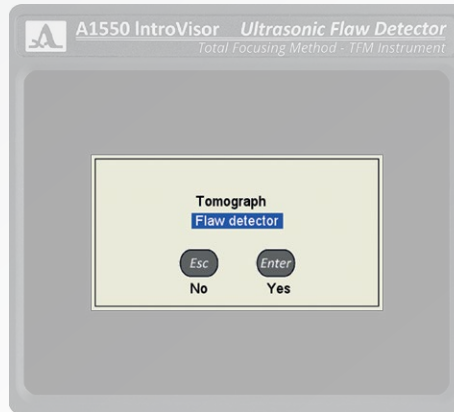 A1550 IntroVisor Ultrasonic Flaw Detector
Total Focusing Method - TFM Instrument
Tomograph
Flaw detector
Esc Enter
No Yes